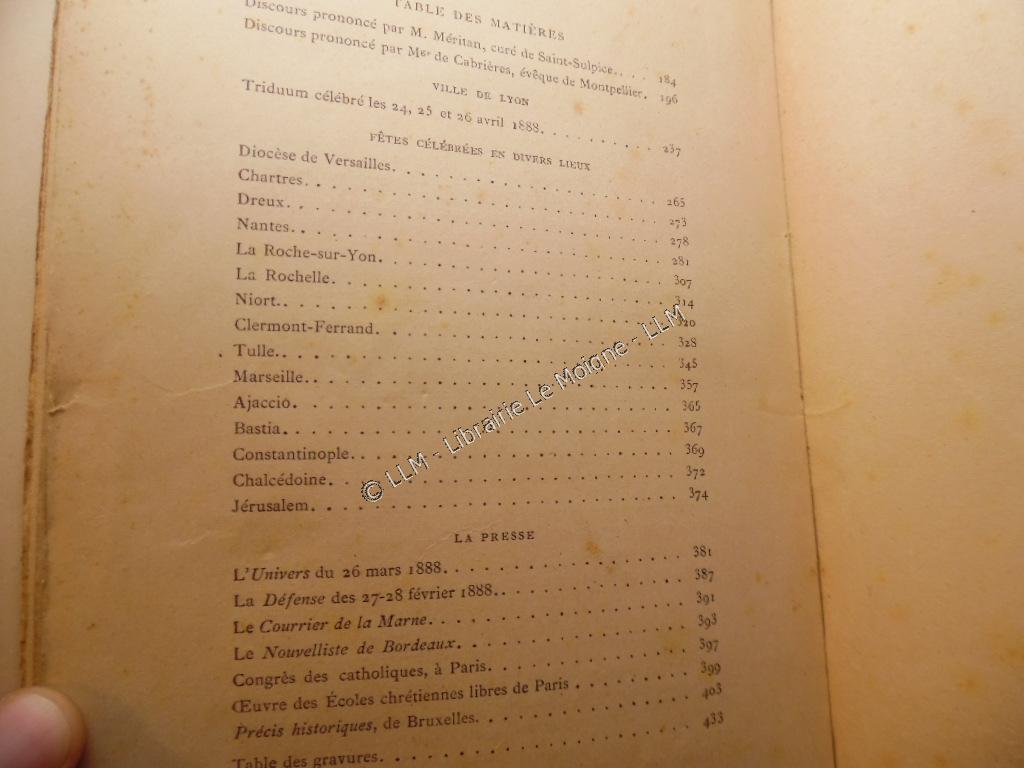 TABLE DES MATIÈRES
Discours prononcé par M. Méritan, curé de Saint-Sulpice.... 184
Discours prononcé par Mgr de Cabrières, évêque de Montpellier. 196
VILLE DE LYON
Triduum célébré les 24, 25 et 26 avril 1888......... 237
FÊTES CÉLÉBRÉES EN DIVERS LIEUX
Diocèse de Versailles................ 265
Chartres.................... 273
Dreux..................... 278
Nantes..................... 281
La Roche-sur-Yon................ 307
La Rochelle................... 314
Niort...................... 320
Clermont-Ferrand................ 328
Tulle...................... 345
Marseille.................... 357
Ajaccio..................... 365
Bastia..................... 367
Constantinople................. 369
Chalcédoine................... 372
Jérusalem.................... 374
LA PRESSE
L'Univers du 26 mars 1888............. 381
La Défense des 27-28 février 1888.......... 387
Le Courrier de la Marne.............. 391
Le Nouvelliste de Bordeaux............. 393
Congrès des catholiques, à Paris........... 397
Œuvre des Écoles chrétiennes libres de Paris....... 399
Précis historiques, de Bruxelles........... 403
Table des gravures................ 433
© LLM - Librairie Le Moigne - LLM